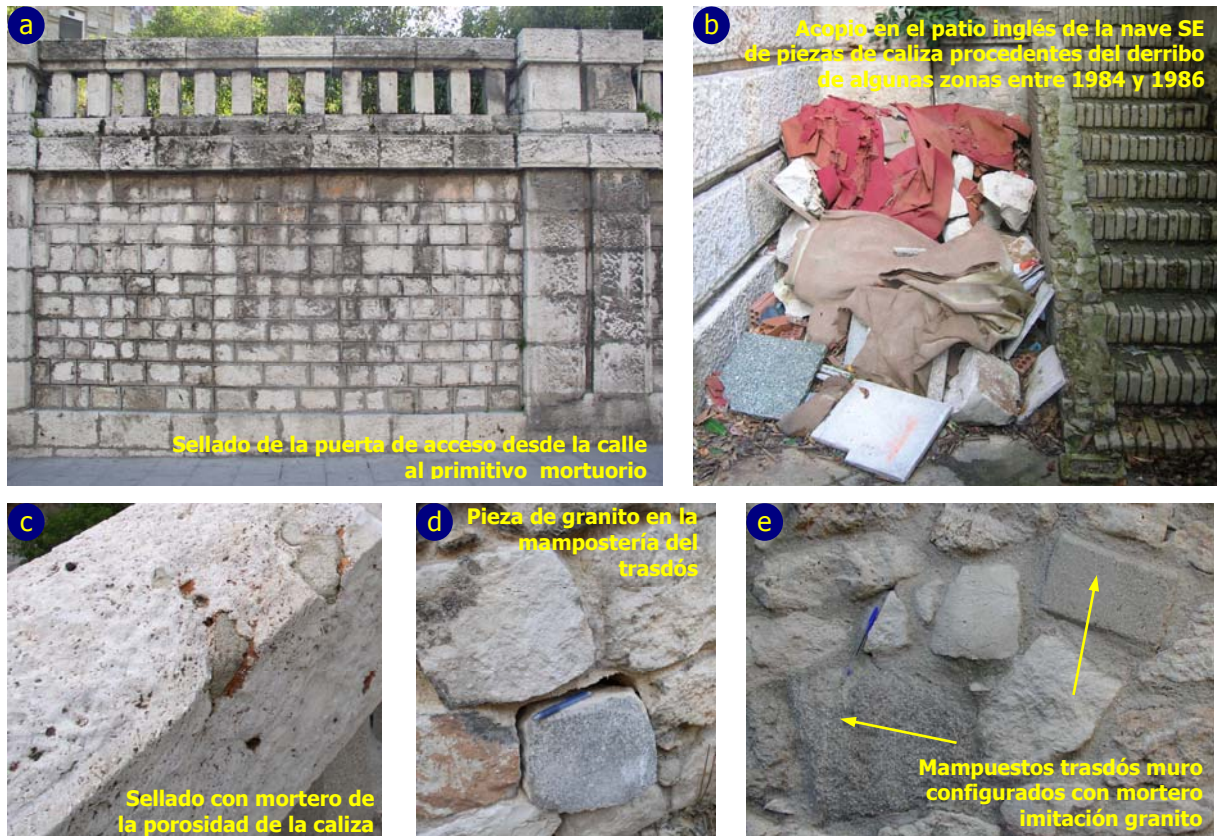 a
Sellado de la puerta de acceso desde la calle
al primitivo mortuorio
b
Acopio en el patio inglés de la nave SE
de piezas de caliza procedentes del derribo
de algunas zonas entre 1984 y 1986
c
Sellado con mortero de
la porosidad de la caliza
d
Pieza de granito en la
mampostería del
trasdós
e
Mampuestos trasdós muro
configurados con mortero
imitación granito